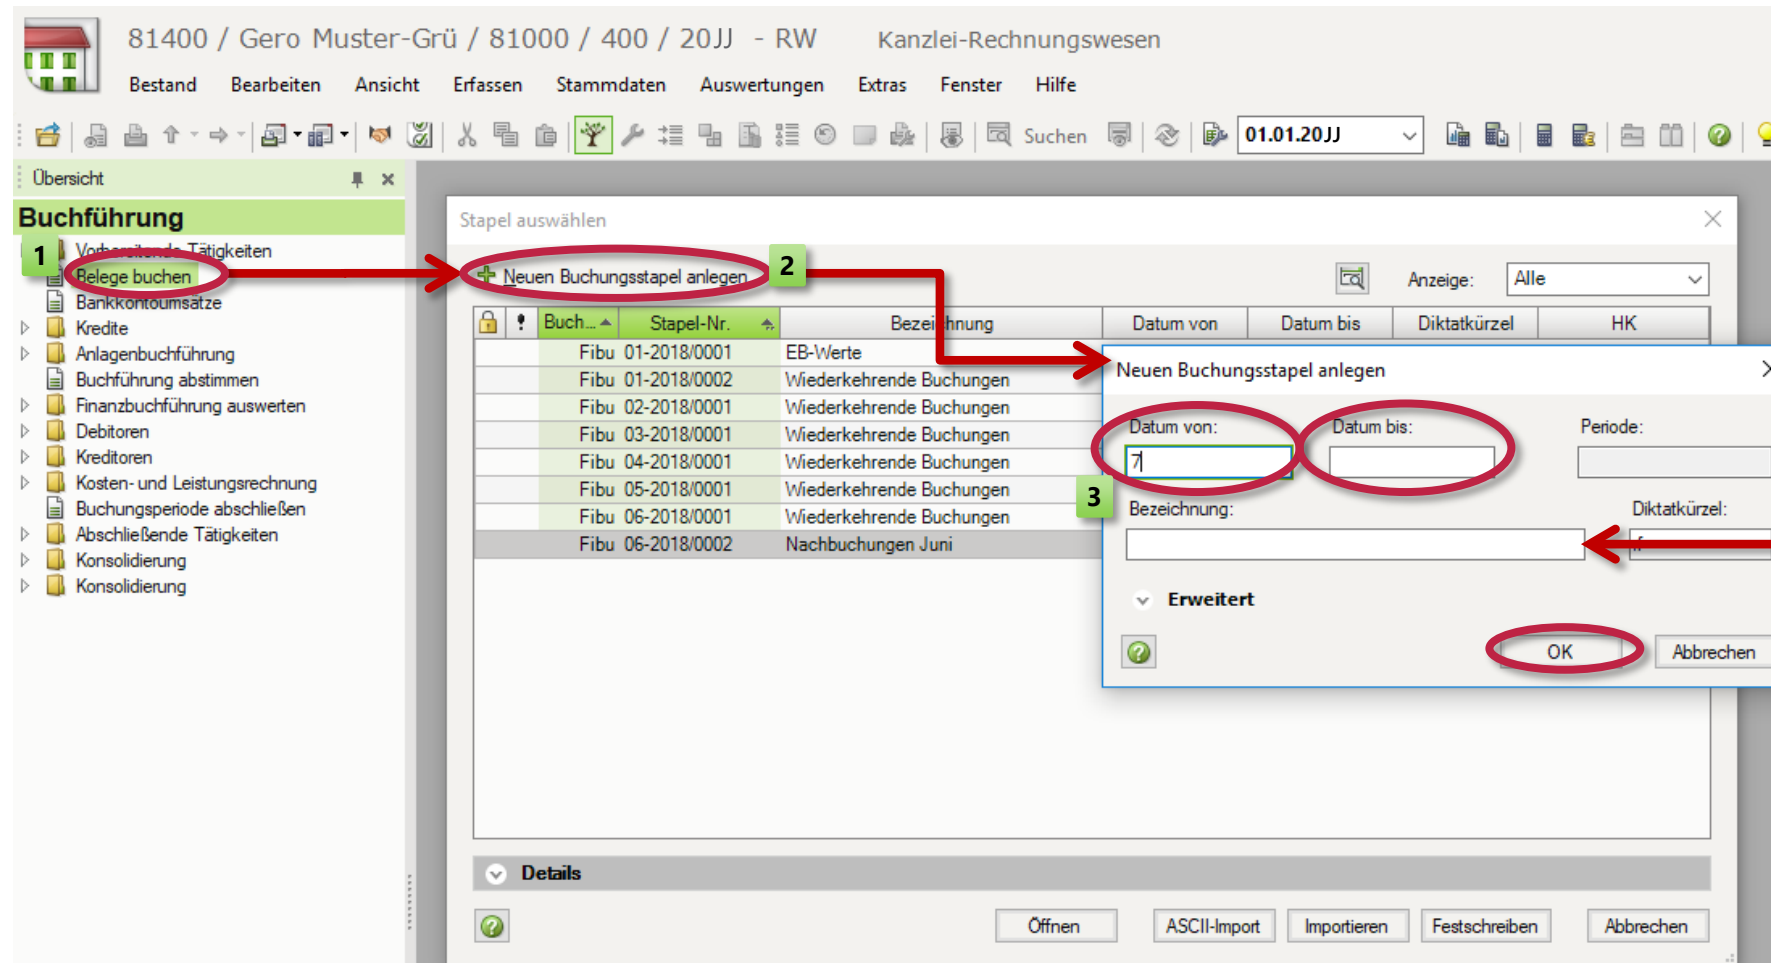 81400 / Gero Muster-Grü / 81000 / 400 / 20JJ - RW Kanzlei-Rechnungswesen
Bestand Bearbeiten Ansicht Erfassen Stammdaten Auswertungen Extras Fenster Hilfe
Suchen 01.01.20JJ
Übersicht
Buchführung
1
Vorbereitende Tätigkeiten
Belege buchen
Bankkontoumsätze
Kredite
Anlagenbuchführung
Buchführung abstimmen
Finanzbuchführung auswerten
Debitoren
Kreditoren
Kosten- und Leistungsrechnung
Buchungsperiode abschließen
Abschließende Tätigkeiten
Konsolidierung
Konsolidierung
Stapel auswählen
Neuen Buchungsstapel anlegen 2 Anzeige: Alle
Buch... Stapel-Nr. Bezeichnung Datum von Datum bis Diktatkürzel HK
Fibu 01-2018/0001 EB-Werte
Fibu 01-2018/0002 Wiederkehrende Buchungen
Fibu 02-2018/0001 Wiederkehrende Buchungen
Fibu 03-2018/0001 Wiederkehrende Buchungen
Fibu 04-2018/0001 Wiederkehrende Buchungen
Fibu 05-2018/0001 Wiederkehrende Buchungen
Fibu 06-2018/0001 Wiederkehrende Buchungen
Fibu 06-2018/0002 Nachbuchungen Juni
Neuen Buchungsstapel anlegen
Datum von: Datum bis: Periode:
7
3
Bezeichnung: Diktatkürzel:
Erweitert
OK Abbrechen
Details
Öffnen ASCII-Import Importieren Festschreiben Abbrechen